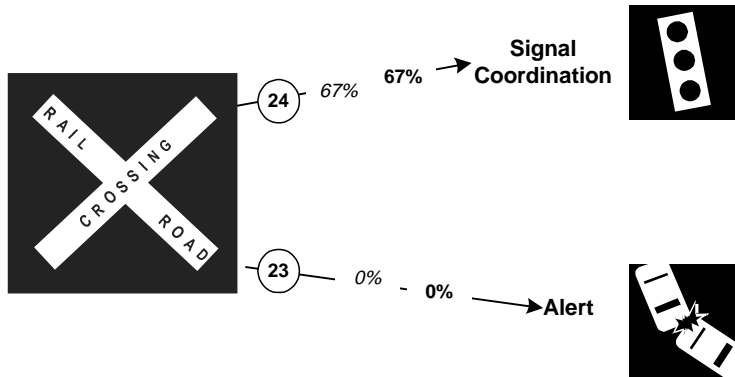 RAIL ROAD
CROSSING
24
67%
67%
Signal
Coordination
23
0%
0%
Alert